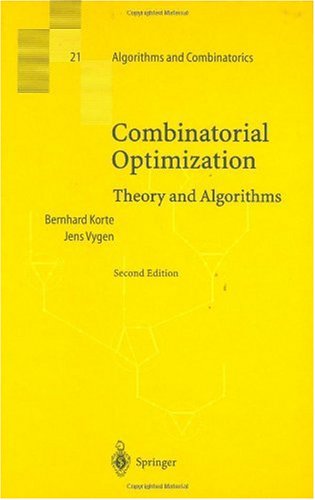 21 Algorithms and Combinatorics
Combinatorial
Optimization
Theory and Algorithms
Bernhard Korte
Jens Vygen
Second Edition
Springer